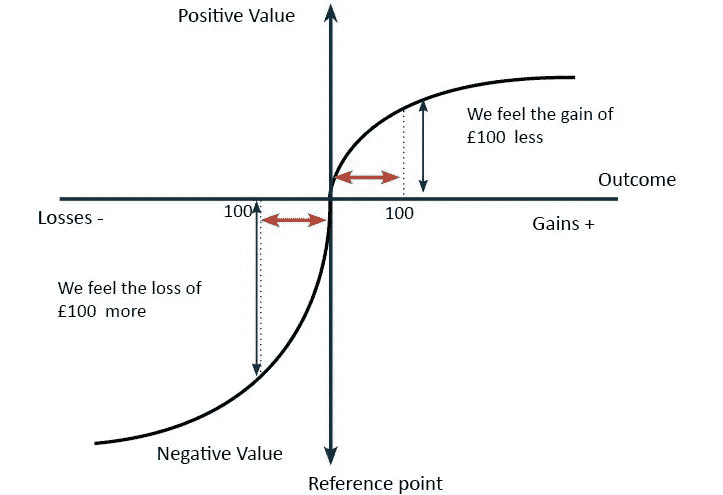 Positive Value
We feel the gain of
£100  less
Outcome
100
100
Losses -
Gains +
We feel the loss of
£100  more
Negative Value
Reference point